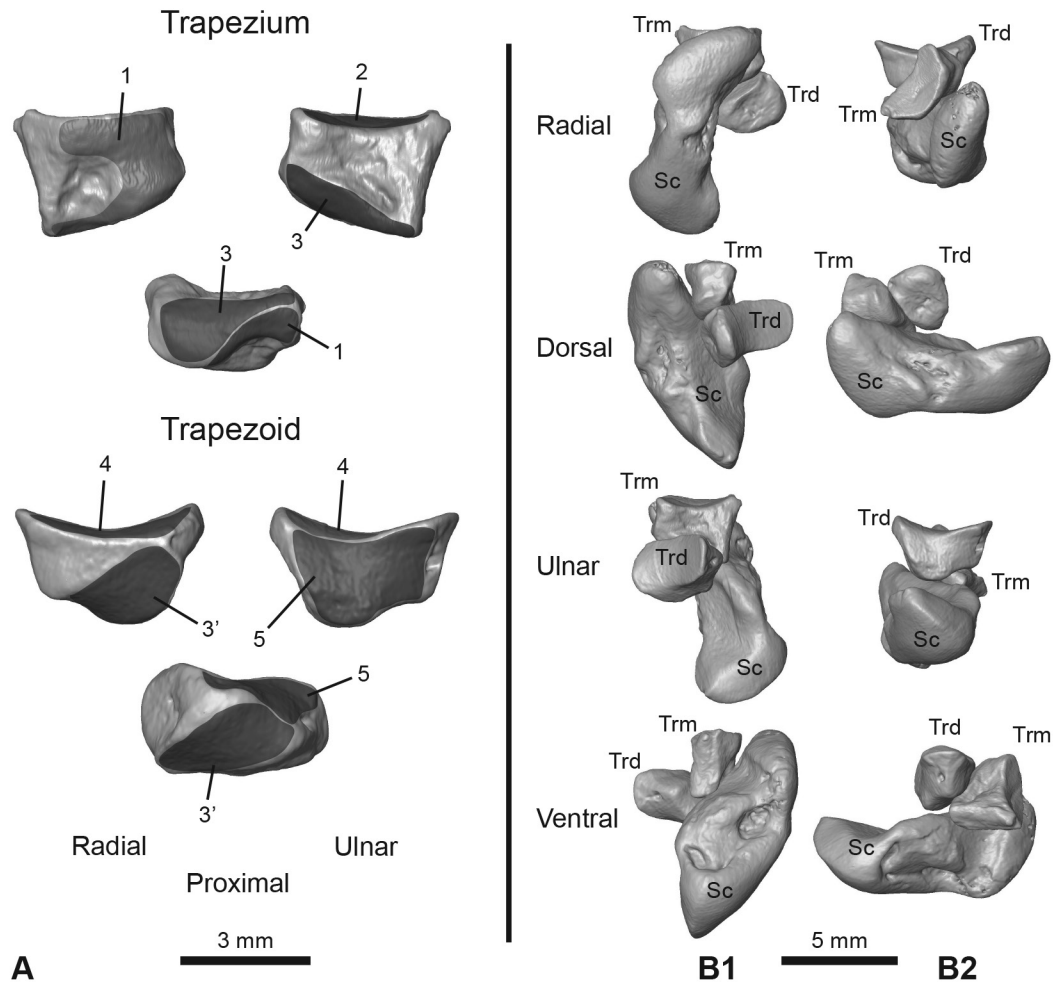 Trapezium
1
2
3
3
1
Trapezoid
4
4
3'
5
5
3'
Radial
Ulnar
Proximal
3 mm
A
Trm
Trd
Sc
Radial
Trd
Trm
Sc
Trm
Trd
Sc
Dorsal
Trm
Trd
Sc
Trm
Trd
Sc
Ulnar
Trd
Trm
Sc
Trd
Trm
Sc
Ventral
Trd
Trm
Sc
5 mm
B1
B2